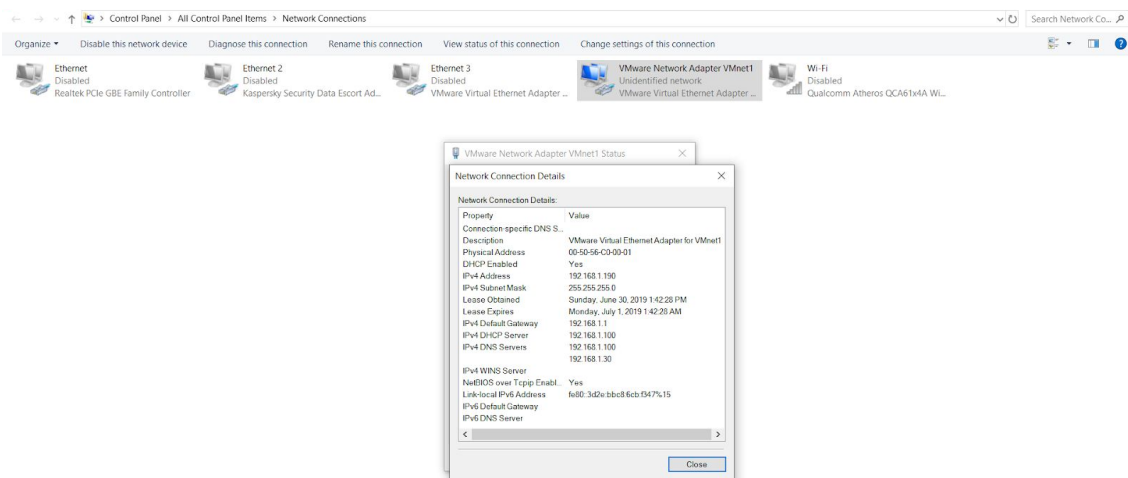 Control Panel > All Control Panel Items > Network Connections
Search Network Co...
Organize Disable this network device Diagnose this connection Rename this connection View status of this connection Change settings of this connection
Ethernet
Disabled
Realtek PCIe GBE Family Controller
Ethernet 2
Disabled
Kaspersky Security Data Escort Ad...
Ethernet 3
Disabled
VMware Virtual Ethernet Adapter ...
VMware Network Adapter VMnet1
Unidentified network
VMware Virtual Ethernet Adapter ...
Wi-Fi
Disabled
Qualcomm Atheros QCA61x4A Wi...
VMware Network Adapter VMnet1 Status
Network Connection Details
Network Connection Details:
Property Value
Connection-specific DNS S...
Description VMware Virtual Ethernet Adapter for VMnet1
Physical Address 00-50-56-C0-00-01
DHCP Enabled Yes
IPv4 Address 192.168.1.190
IPv4 Subnet Mask 255.255.255.0
Lease Obtained Sunday, June 30, 2019 1:42:28 PM
Lease Expires Monday, July 1, 2019 1:42:28 AM
IPv4 Default Gateway 192.168.1.1
IPv4 DHCP Server 192.168.1.100
IPv4 DNS Servers 192.168.1.100
192.168.1.30
IPv4 WINS Server
NetBIOS over Tcpip Enabl... Yes
Link-local IPv6 Address fe80::3d2e:bbc8:6cb:f347%15
IPv6 Default Gateway
IPv6 DNS Server
Close